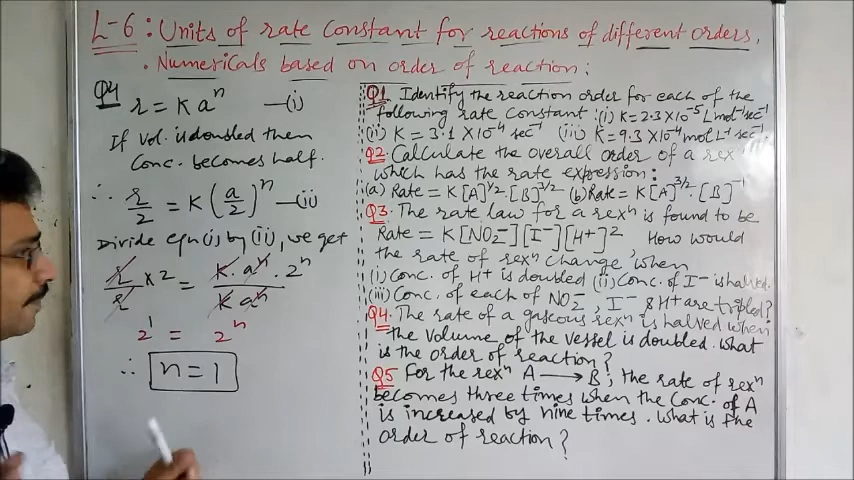 L-6: Units of rate Constant for reactions of different orders,
. Numericals based on order of reaction:
Q4 r = K a^n —(i)
If Vol. is doubled then
Conc. becomes half.
∴ r/2 = K (a/2)^n —(ii)
Divide eqn (i) by (ii), we get
r/r × 2 = K · a^n · 2^n / K a^n
2^1 = 2^n
∴ n = 1
Q1 Identify the reaction order for each of the
following rate Constant: (i) K = 2.3 × 10^-5 L mol^-1 sec^-1
(ii) K = 3.1 × 10^-4 sec^-1 (iii) K = 9.3 × 10^-4 mol L^-1 sec^-1.
Q2. Calculate the overall order of a rex^n
which has the rate expression:
(a) Rate = K[A]^1/2 · [B]^3/2 (b) Rate = K[A]^3/2 · [B]^-1
Q3. The rate law for a rex^n is found to be
Rate = K[NO2^-][I^-][H^+]^2 How would
the rate of rex^n change when
(i) Conc. of H^+ is doubled (ii) Conc. of I^- is halved.
(iii) Conc. of each of NO2^-, I^- & H^+ are tripled?
Q4. The rate of a gaseous rex^n is halved when
the volume of the vessel is doubled. what
is the order of reaction?
Q5 For the rex^n A → B; the rate of rex^n
becomes three times when the Conc. of A
is increased by nine times. What is the
order of reaction?